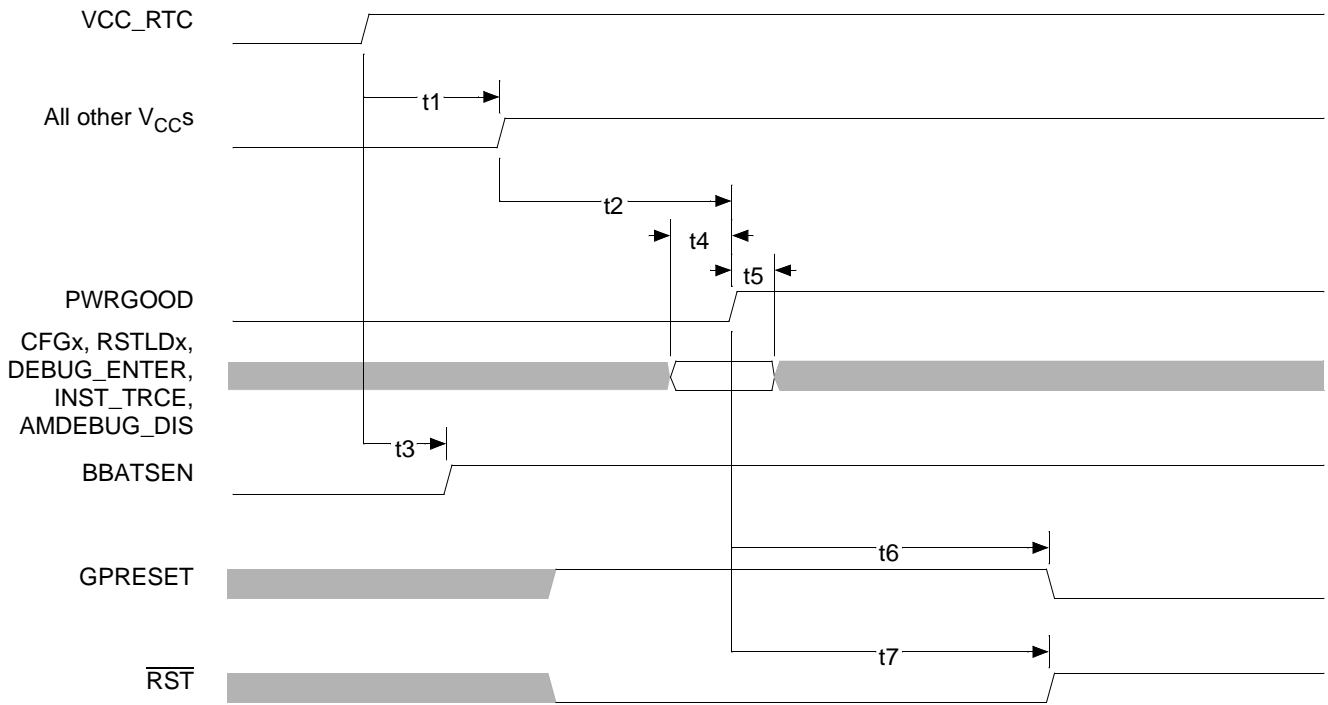 VCC_RTC
t1
All other VCCs
t2
t4
t5
PWRGOOD
CFGx, RSTLDx,
DEBUG_ENTER,
INST_TRCE,
AMDEBUG_DIS
t3
BBATSEN
t6
GPRESET
t7
RST